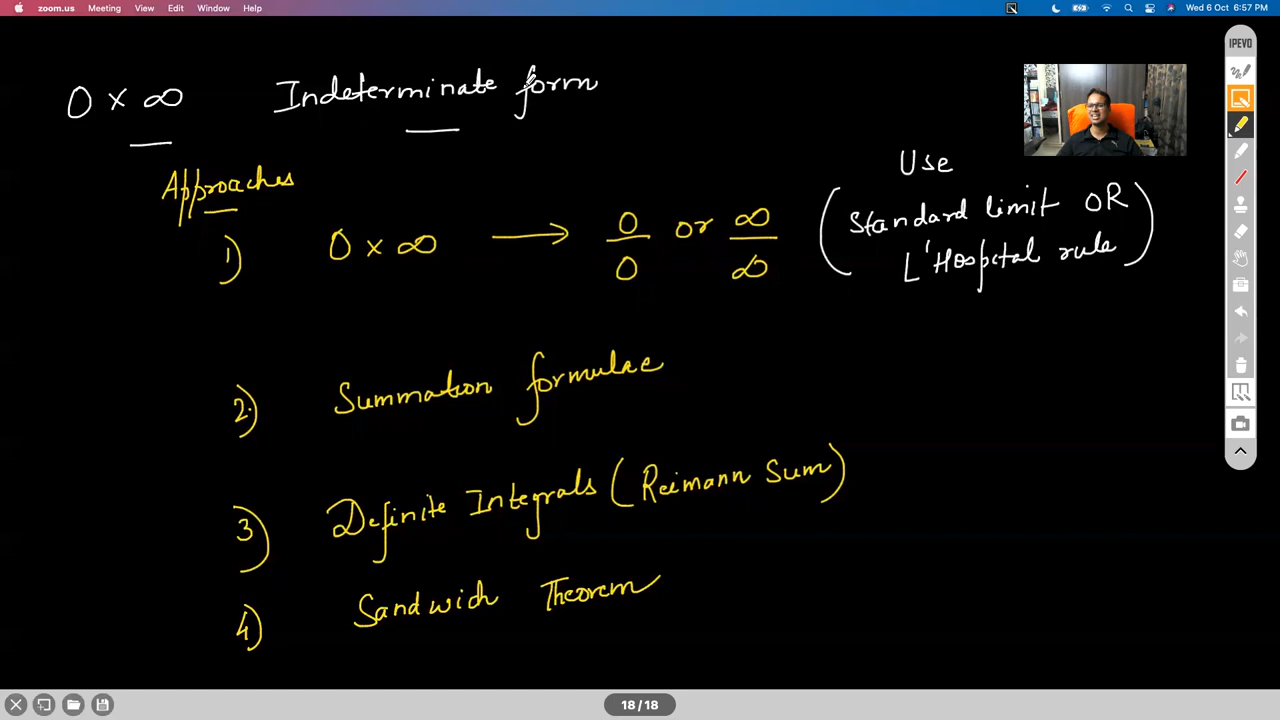 zoom.us Meeting View Edit Window Help Wed 6 Oct 6:57 PM
IPEVO
0 × ∞ Indeterminate form
Approaches
Use
1) 0 × ∞ → 0/0 or ∞/∞ (Standard limit OR
L'Hospital rule)
2) Summation formulae
3) Definite Integrals (Reimann Sum)
4) Sandwich Theorem
18 / 18